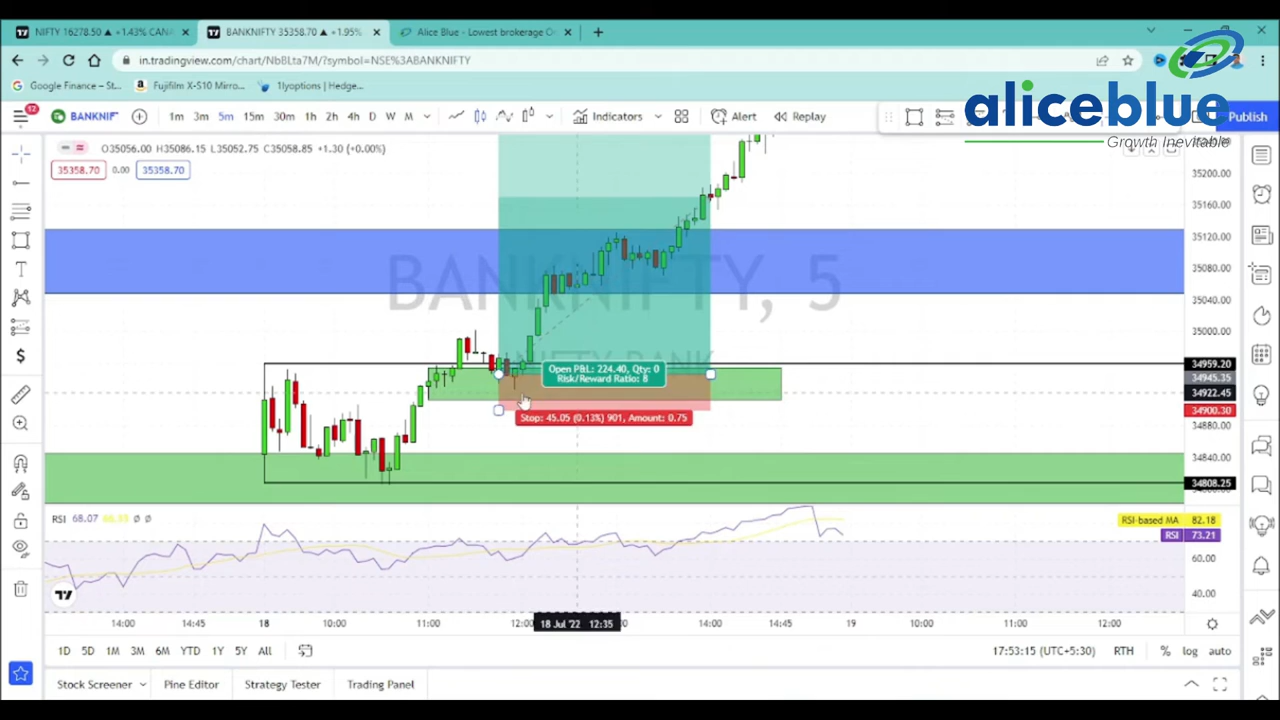 NIFTY 16278.50 ▲ +1.43% CANA
BANKNIFTY 35358.70 ▲ +1.95%
Alice Blue - Lowest brokerage O
in.tradingview.com/chart/NbBLta7M/?symbol=NSE%3ABANKNIFTY
Google Finance – St...
Fujifilm X-S10 Mirro...
1lyoptions | Hedge...
aliceblue
Growth Inevitable
12
BANKNIF
1m 3m 5m 15m 30m 1h 2h 4h D W M
Indicators
Alert
Replay
Publish
O35056.00 H35086.15 L35052.75 C35058.85 +1.30 (+0.00%)
35358.70 0.00 35358.70
BANKNIFTY, 5
35200.00
35160.00
35120.00
35080.00
35040.00
35000.00
34959.20
34945.35
34922.45
34900.30
34880.00
34840.00
34808.25
Open P&L: 224.40, Qty: 0
Risk/Reward Ratio: 8
Stop: 45.05 (0.13%) 901, Amount: 0.75
RSI 68.07
RSI-based MA 82.18
RSI 73.21
60.00
40.00
14:00 14:45 18 10:00 11:00 12:00 18 Jul '22 12:35 14:00 14:45 19 10:00 11:00 12:00
1D 5D 1M 3M 6M YTD 1Y 5Y All
17:53:15 (UTC+5:30) RTH % log auto
Stock Screener Pine Editor Strategy Tester Trading Panel